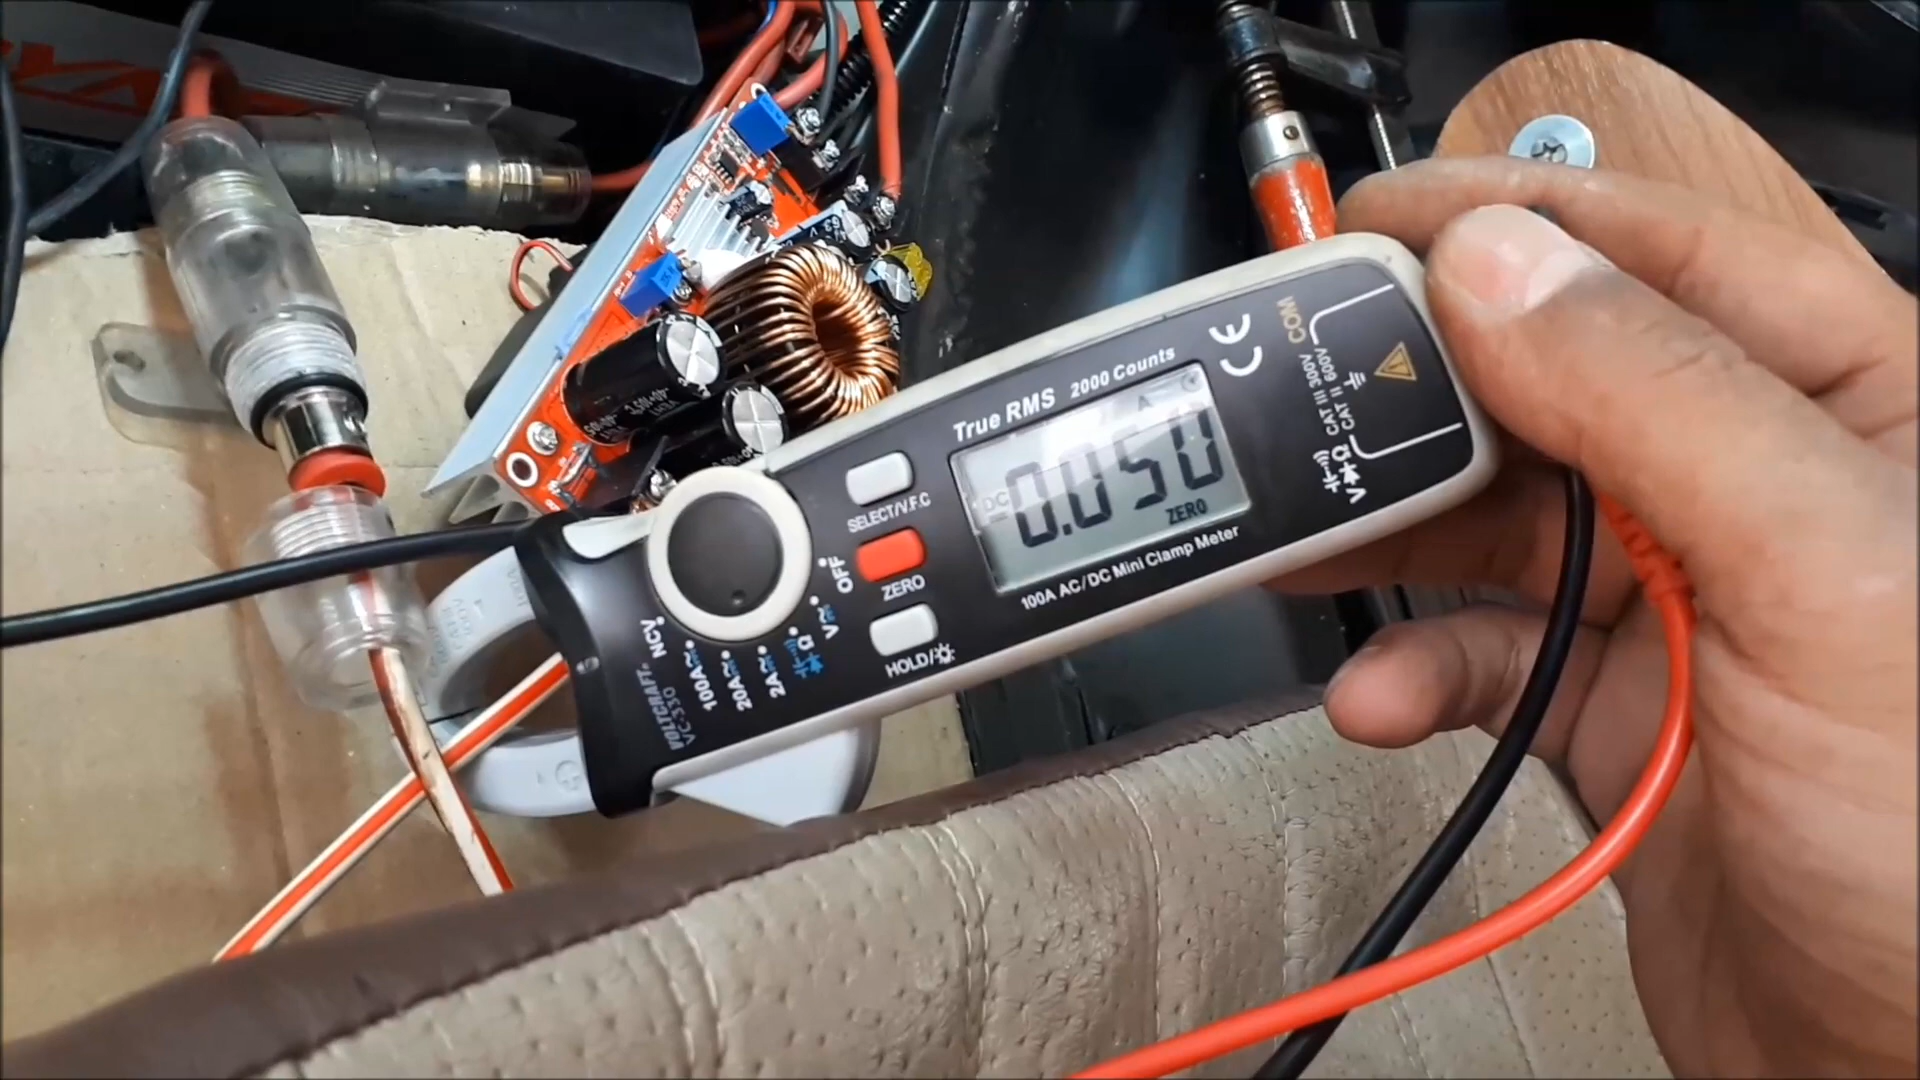 True RMS 2000 Counts
CE
COM
CAT III 300V
CAT II 600V
VΩ
A
DC 0.050
ZERO
100A AC/DC Mini Clamp Meter
SELECT/V.F.C
ZERO
HOLD/
OFF
V
Ω
2A
20A
100A
NCV
VOLTCRAFT.
VC-330